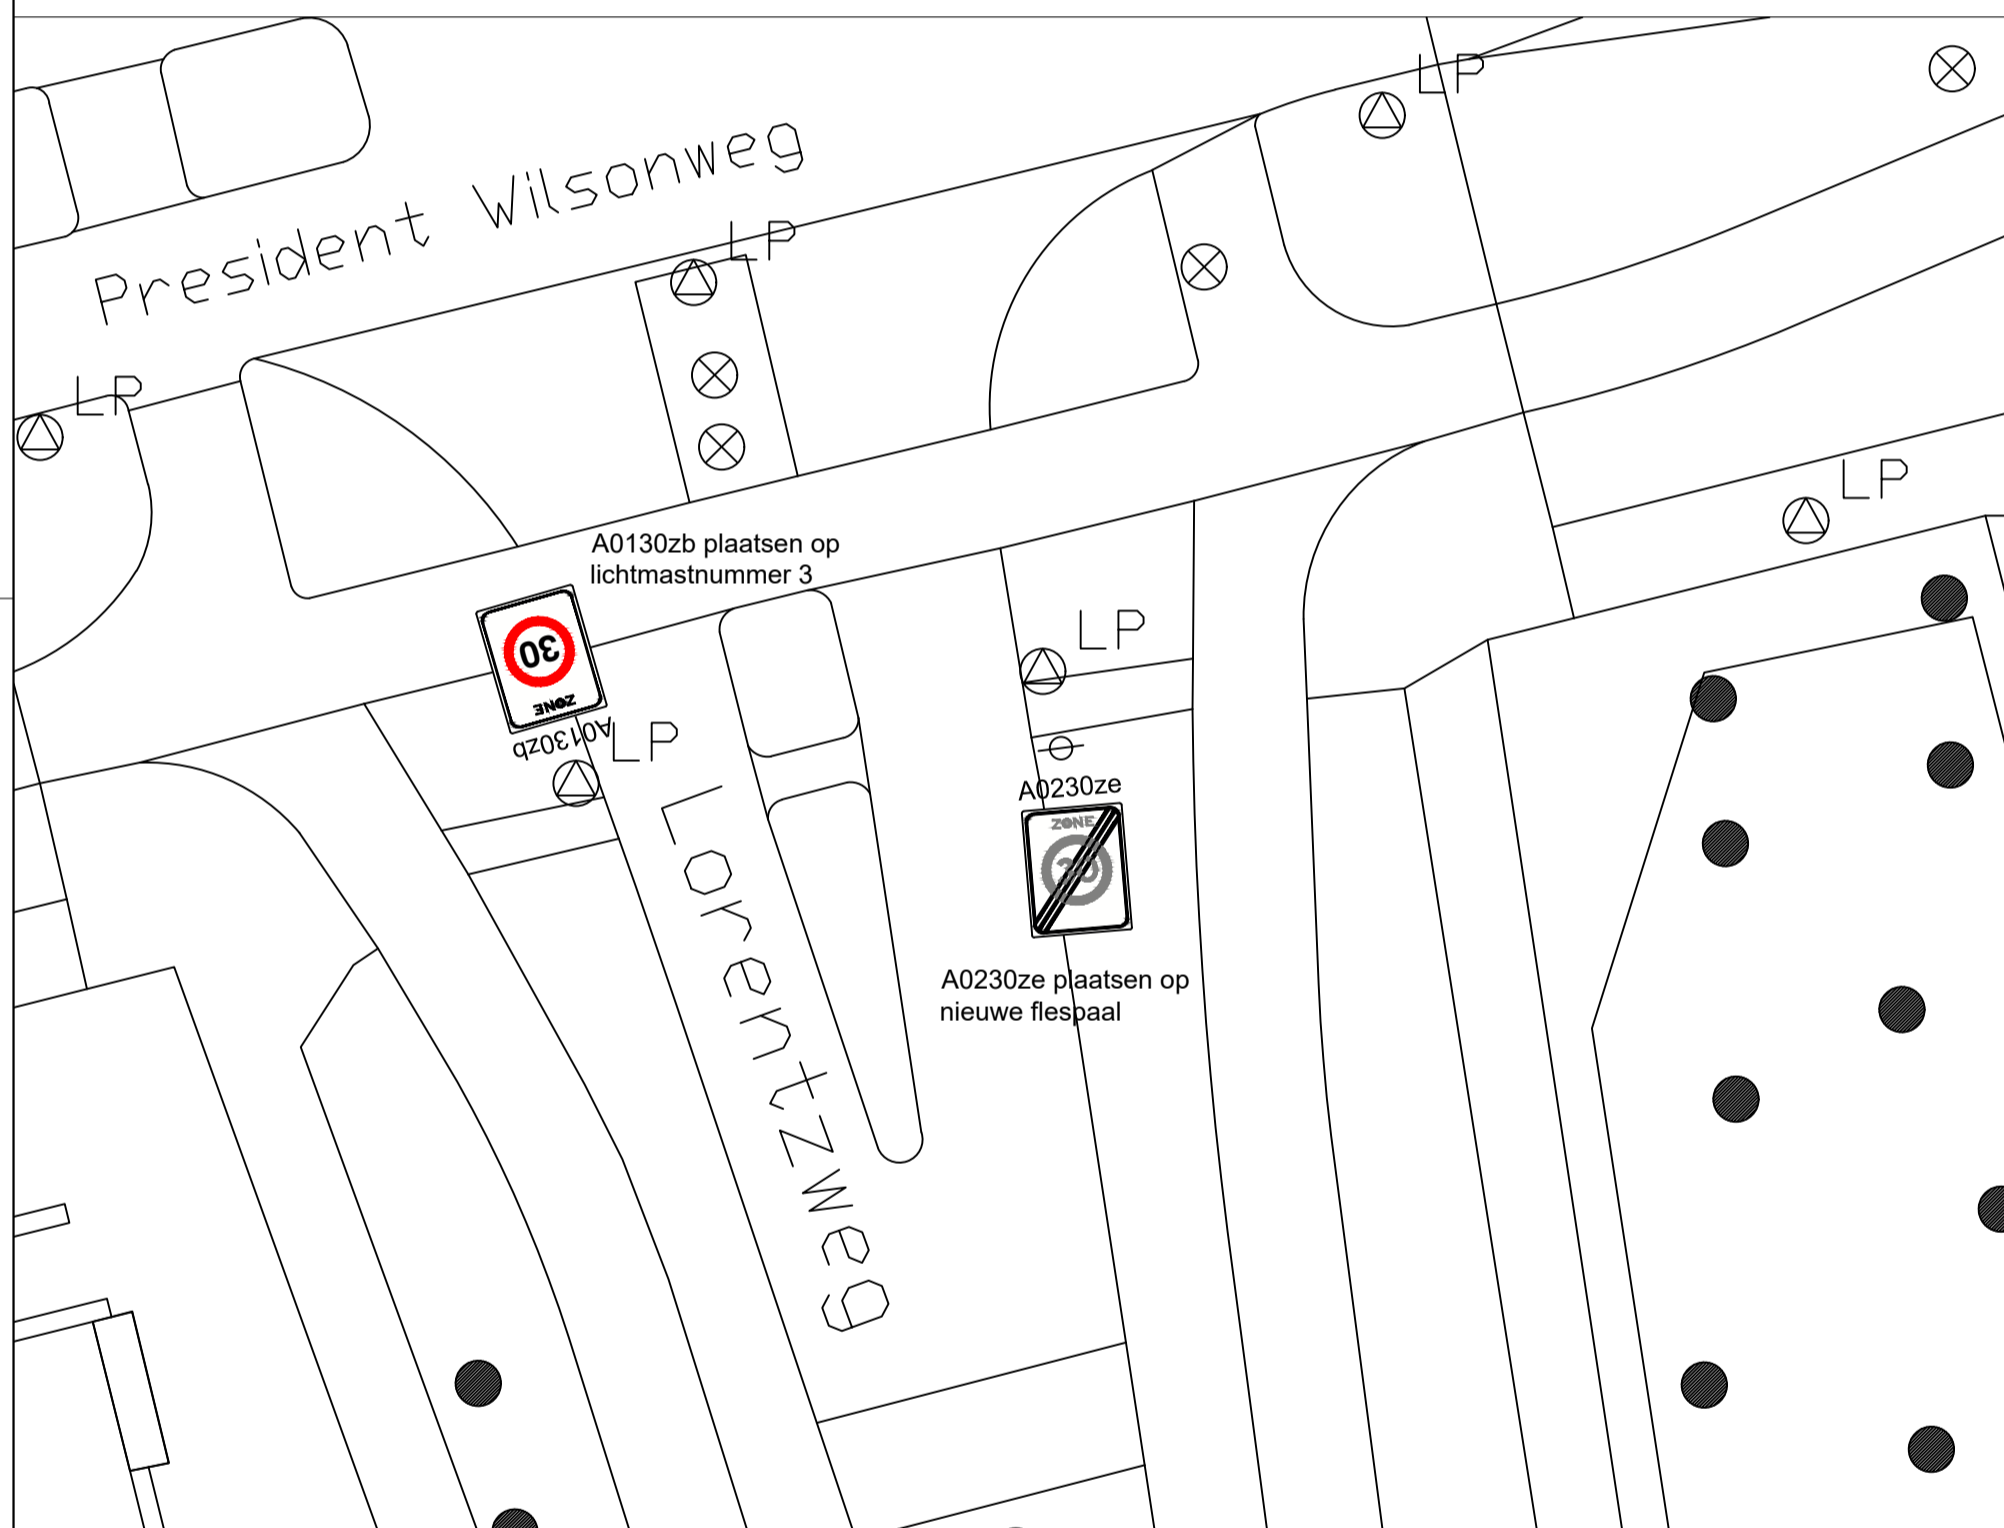 President Wilsonweg
LP
LP
LP
LP
A0130zb plaatsen op
lichtmastnummer 3
30
ZONE
A0130zb
LP
LP
Lorentzweg
A0230ze
ZONE
30
A0230ze plaatsen op
nieuwe flespaal